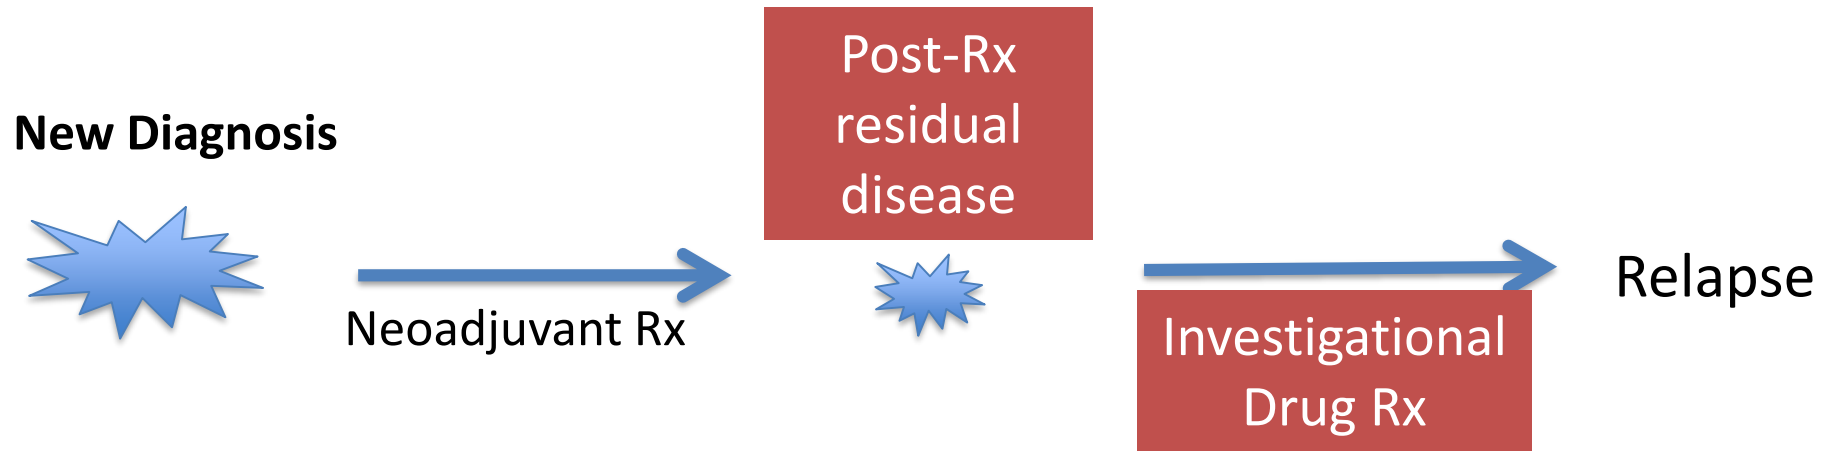 New Diagnosis
Neoadjuvant Rx
Post-Rx
residual
disease
Investigational
Drug Rx
Relapse